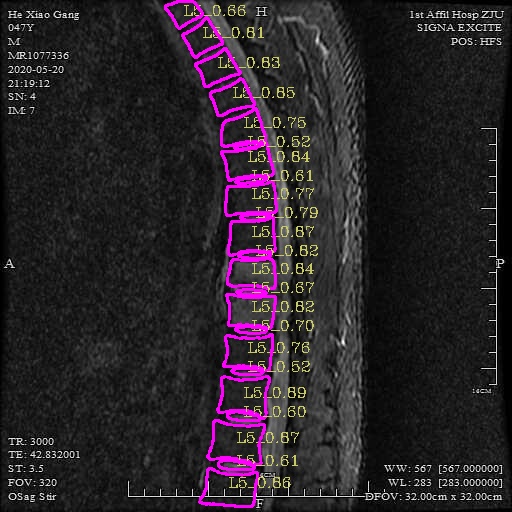 He Xiao Gang
047Y
M
MR1077336
2020-05-20
21:19:12
SN: 4
IM: 7
H
1st Affil Hosp ZJU
SIGNA EXCITE
POS: HFS
L5_0.66
L5_0.81
L5_0.83
L5_0.85
L5_0.75
L5_0.52
L5_0.64
L5_0.61
L5_0.77
L5_0.79
L5_0.87
L5_0.82
L5_0.84
L5_0.67
L5_0.82
L5_0.70
L5_0.76
L5_0.52
L5_0.89
L5_0.60
L5_0.87
L5_0.61
L5_0.86
A
P
16CM
TR: 3000
TE: 42.832001
ST: 3.5
FOV: 320
OSag Stir
F
WW: 567 [567.000000]
WL: 283 [283.000000]
DFOV: 32.00cm x 32.00cm